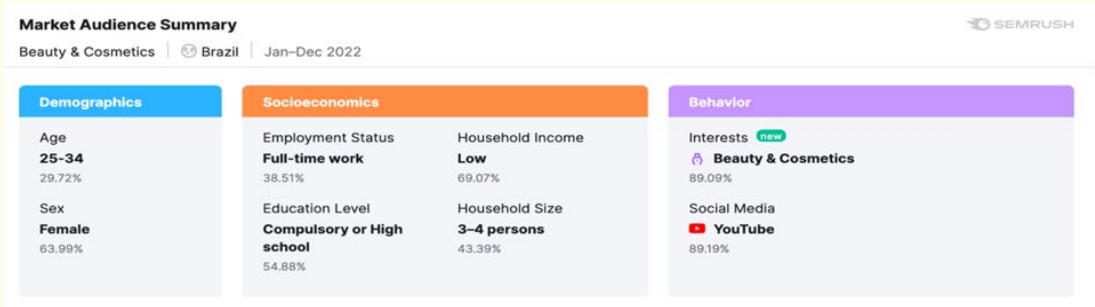 Market Audience Summary
SEMRUSH
Beauty & Cosmetics | Brazil | Jan–Dec 2022
Demographics
Age
25-34
29.72%
Sex
Female
63.99%
Socioeconomics
Employment Status
Full-time work
38.51%
Education Level
Compulsory or High
school
54.88%
Household Income
Low
69.07%
Household Size
3–4 persons
43.39%
Behavior
Interests new
Beauty & Cosmetics
89.09%
Social Media
YouTube
89.19%